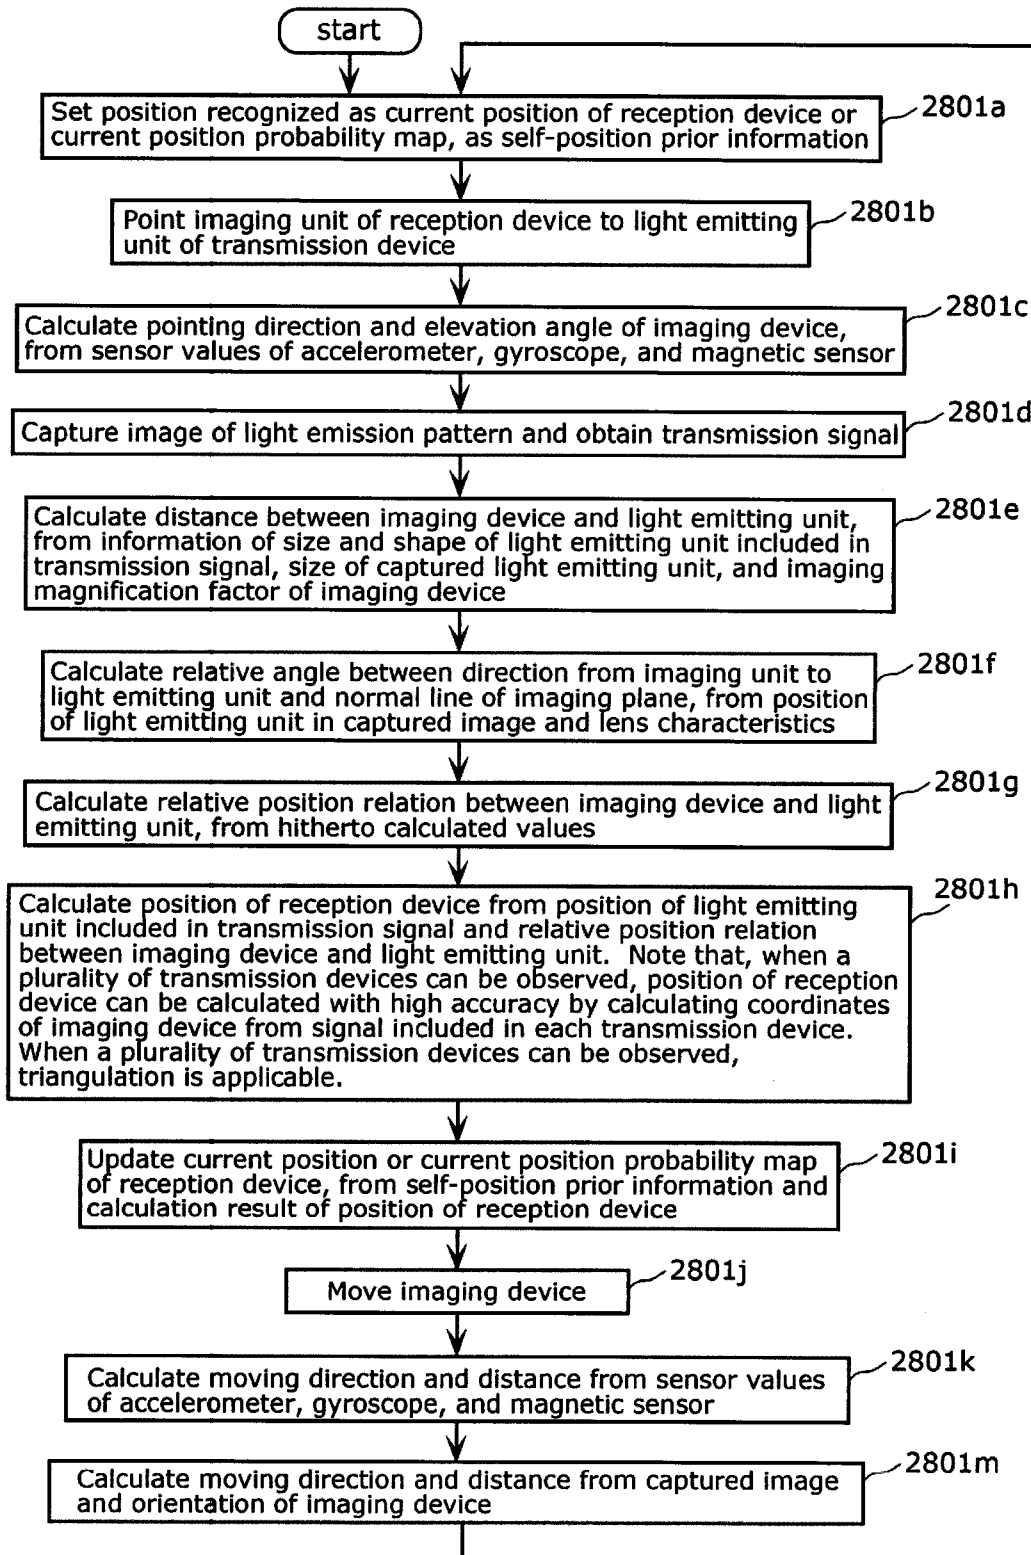 start
Set position recognized as current position of reception device or
current position probability map, as self-position prior information
2801a
Point imaging unit of reception device to light emitting
unit of transmission device
2801b
Calculate pointing direction and elevation angle of imaging device,
from sensor values of accelerometer, gyroscope, and magnetic sensor
2801c
Capture image of light emission pattern and obtain transmission signal
2801d
Calculate distance between imaging device and light emitting unit,
from information of size and shape of light emitting unit included in
transmission signal, size of captured light emitting unit, and imaging
magnification factor of imaging device
2801e
Calculate relative angle between direction from imaging unit to
light emitting unit and normal line of imaging plane, from position
of light emitting unit in captured image and lens characteristics
2801f
Calculate relative position relation between imaging device and light
emitting unit, from hitherto calculated values
2801g
Calculate position of reception device from position of light emitting
unit included in transmission signal and relative position relation
between imaging device and light emitting unit. Note that, when a
plurality of transmission devices can be observed, position of reception
device can be calculated with high accuracy by calculating coordinates
of imaging device from signal included in each transmission device.
When a plurality of transmission devices can be observed,
triangulation is applicable.
2801h
Update current position or current position probability map
of reception device, from self-position prior information and
calculation result of position of reception device
2801i
Move imaging device
2801j
Calculate moving direction and distance from sensor values
of accelerometer, gyroscope, and magnetic sensor
2801k
Calculate moving direction and distance from captured image
and orientation of imaging device
2801m